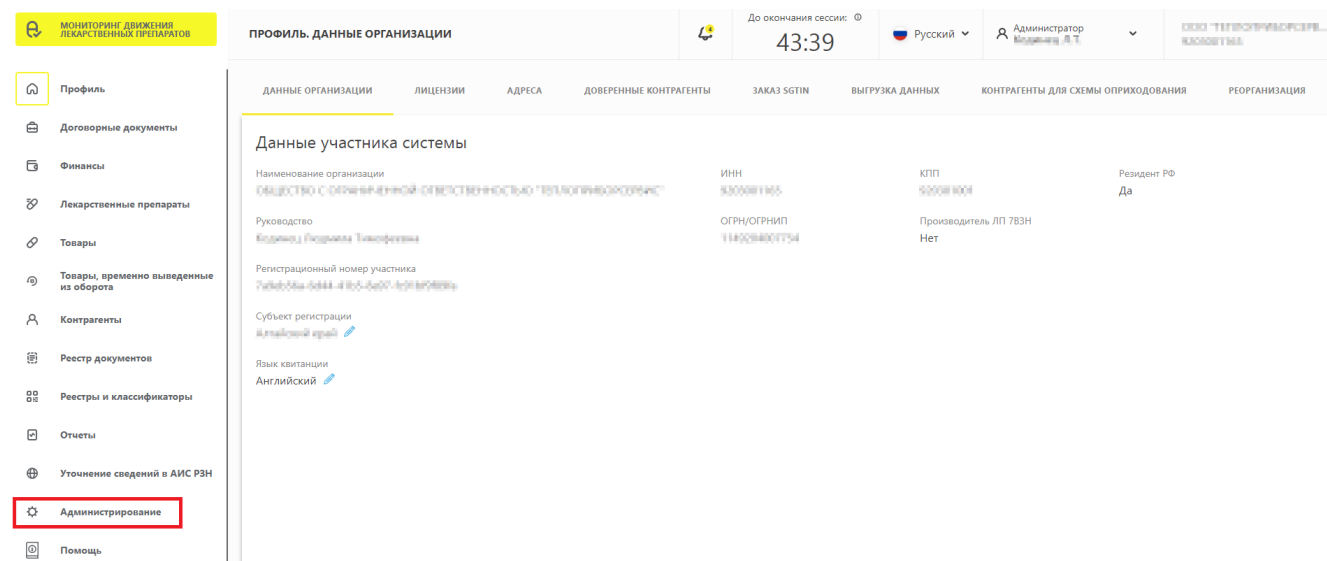 МОНИТОРИНГ ДВИЖЕНИЯ
ЛЕКАРСТВЕННЫХ ПРЕПАРАТОВ
ПРОФИЛЬ. ДАННЫЕ ОРГАНИЗАЦИИ
4
До окончания сессии:
43:39
Русский
Администратор
Профиль
Договорные документы
Финансы
Лекарственные препараты
Товары
Товары, временно выведенные
из оборота
Контрагенты
Реестр документов
Реестры и классификаторы
Отчеты
Уточнение сведений в АИС РЗН
Администрирование
Помощь
ДАННЫЕ ОРГАНИЗАЦИИ ЛИЦЕНЗИИ АДРЕСА ДОВЕРЕННЫЕ КОНТРАГЕНТЫ ЗАКАЗ SGTIN ВЫГРУЗКА ДАННЫХ КОНТРАГЕНТЫ ДЛЯ СХЕМЫ ОПРИХОДОВАНИЯ РЕОРГАНИЗАЦИЯ
Данные участника системы
Наименование организации ИНН КПП Резидент РФ
Да
Руководство ОГРН/ОГРНИП Производитель ЛП 7ВЗН
Нет
Регистрационный номер участника
Субъект регистрации
Язык квитанции
Английский